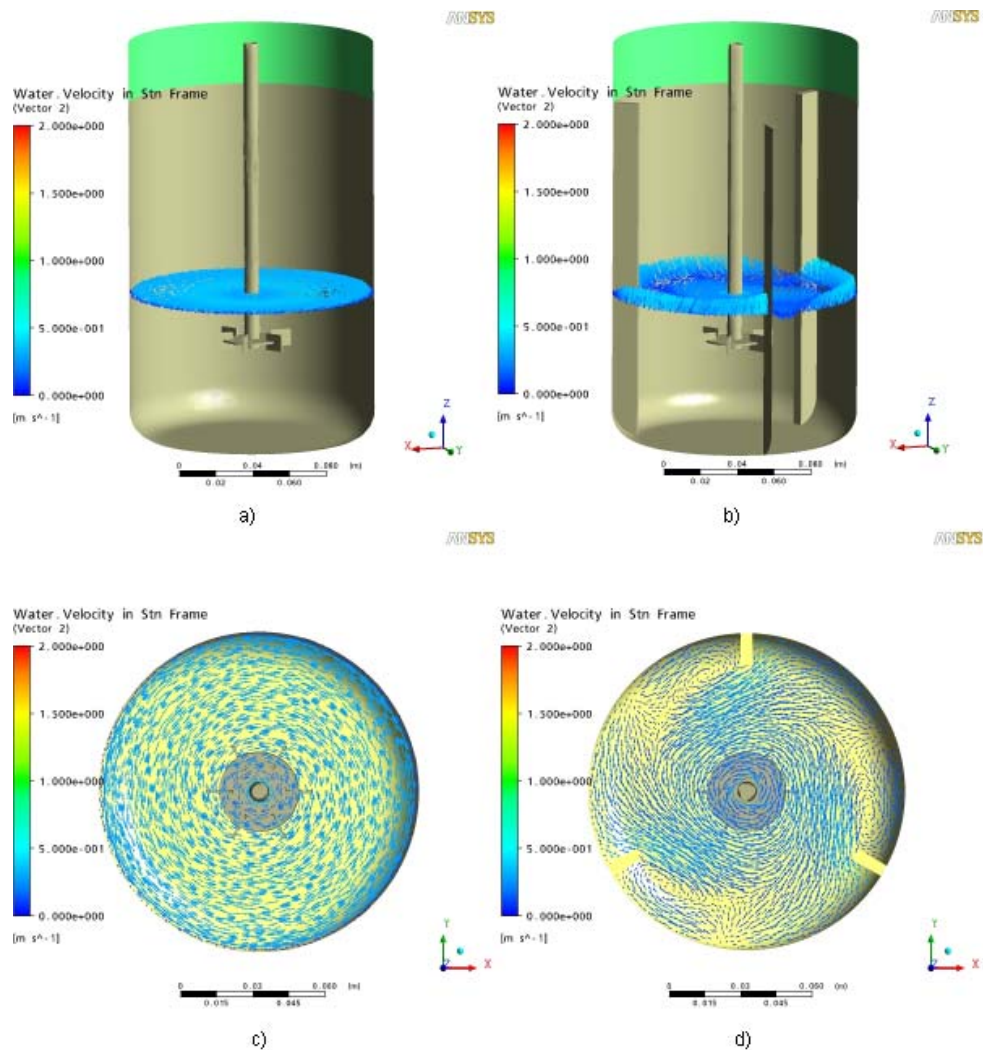 ANSYS
Water.Velocity in Stn Frame
(Vector 2)
2.000e+000
1.500e+000
1.000e+000
5.000e-001
0.000e+000
[m s^-1]
Z
X
Y
0 0.04 0.080 (m)
0.02 0.060
a)
ANSYS
Water.Velocity in Stn Frame
(Vector 2)
2.000e+000
1.500e+000
1.000e+000
5.000e-001
0.000e+000
[m s^-1]
Z
X
Y
0 0.04 0.080 (m)
0.02 0.060
b)
ANSYS
Water.Velocity in Stn Frame
(Vector 2)
2.000e+000
1.500e+000
1.000e+000
5.000e-001
0.000e+000
[m s^-1]
Y
Z
X
0 0.03 0.060 (m)
0.015 0.045
c)
ANSYS
Water.Velocity in Stn Frame
(Vector 2)
2.000e+000
1.500e+000
1.000e+000
5.000e-001
0.000e+000
[m s^-1]
Y
Z
X
0 0.03 0.060 (m)
0.015 0.045
d)